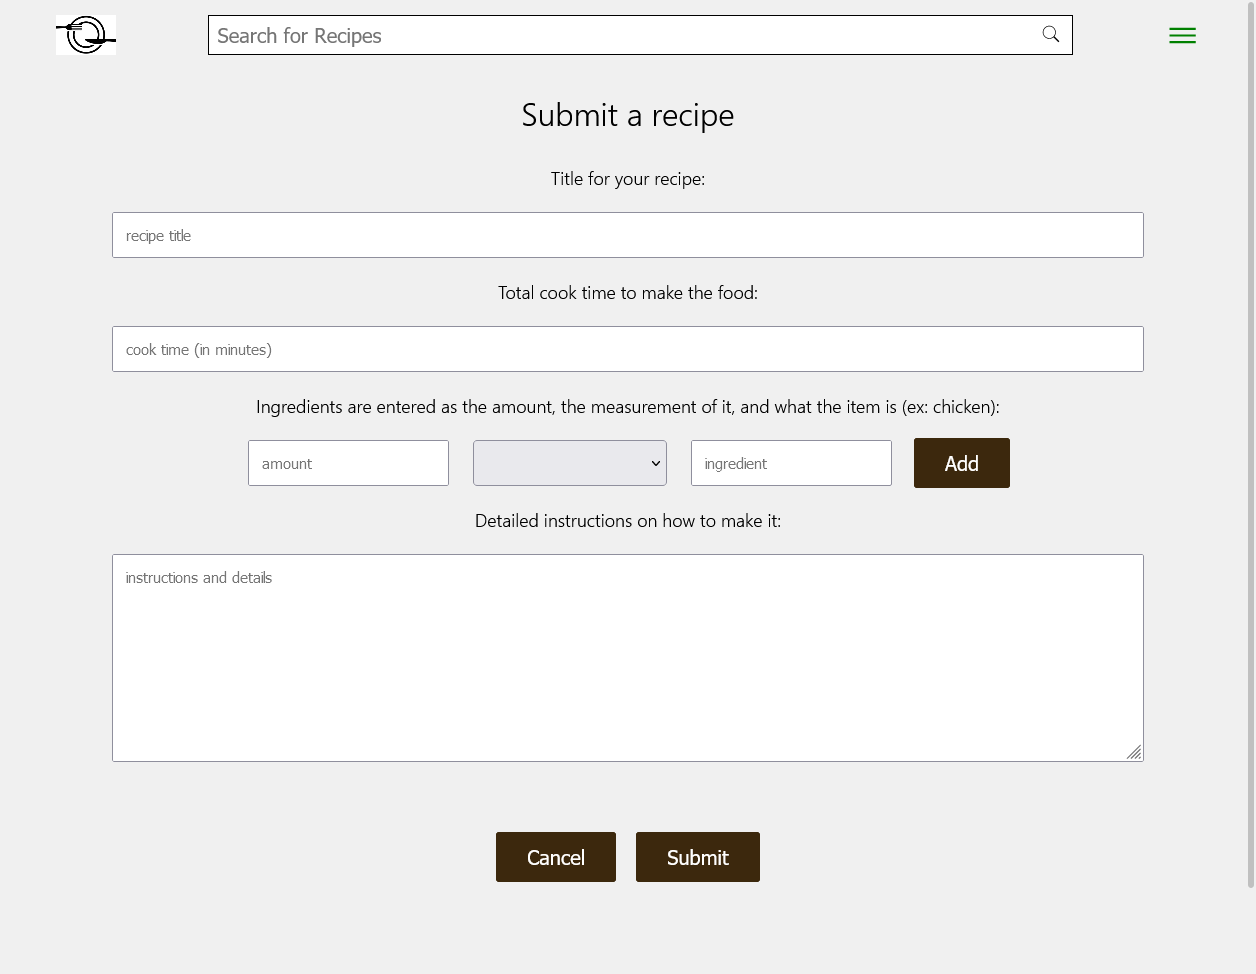 Search for Recipes
Submit a recipe
Title for your recipe:
recipe title
Total cook time to make the food:
cook time (in minutes)
Ingredients are entered as the amount, the measurement of it, and what the item is (ex: chicken):
amount ingredient Add
Detailed instructions on how to make it:
instructions and details
Cancel Submit